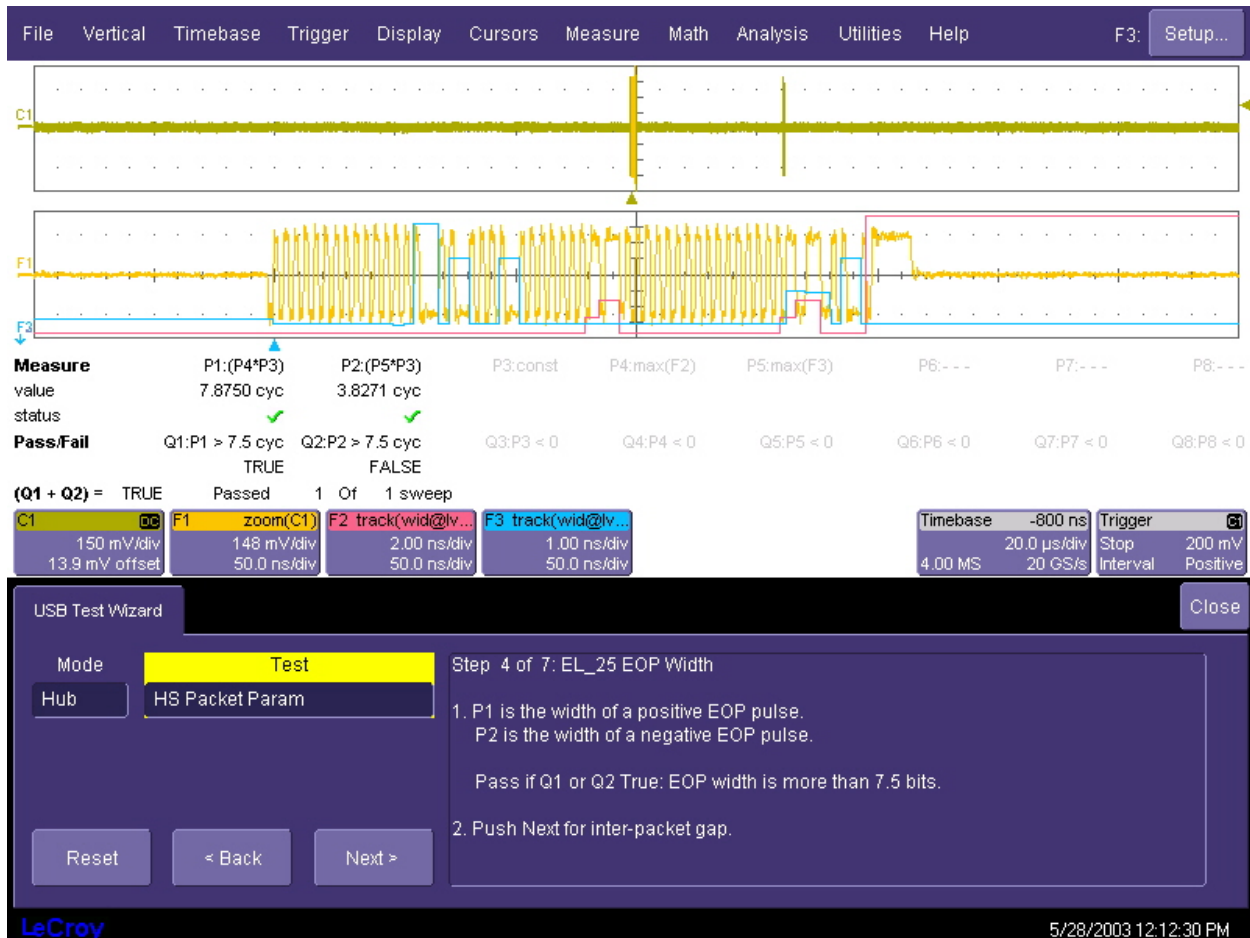 File Vertical Timebase Trigger Display Cursors Measure Math Analysis Utilities Help F3: Setup...
C1
F1
F3
Measure P1:(P4*P3) P2:(P5*P3) P3:const P4:max(F2) P5:max(F3) P6:- - - P7:- - - P8:- - -
value 7.8750 cyc 3.8271 cyc
status
Pass/Fail Q1:P1 > 7.5 cyc Q2:P2 > 7.5 cyc Q3:P3 < 0 Q4:P4 < 0 Q5:P5 < 0 Q6:P6 < 0 Q7:P7 < 0 Q8:P8 < 0
TRUE FALSE
(Q1 + Q2) = TRUE Passed 1 Of 1 sweep
C1 DC F1 zoom(C1) F2 track(wid@lv... F3 track(wid@lv... Timebase -800 ns Trigger C1
150 mV/div 148 mV/div 2.00 ns/div 1.00 ns/div 20.0 µs/div Stop 200 mV
13.9 mV offset 50.0 ns/div 50.0 ns/div 50.0 ns/div 4.00 MS 20 GS/s Interval Positive
USB Test Wizard Close
Mode Test
Hub HS Packet Param
Step 4 of 7: EL_25 EOP Width
1. P1 is the width of a positive EOP pulse.
P2 is the width of a negative EOP pulse.
Pass if Q1 or Q2 True: EOP width is more than 7.5 bits.
2. Push Next for inter-packet gap.
Reset < Back Next >
LeCroy 5/28/2003 12:12:30 PM